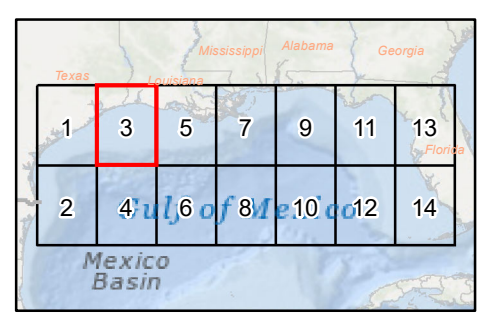 Mississippi Alabama Georgia
Texas Louisiana
1 3 5 7 9 11 13
Florida
2 4 6 8 10 12 14
Gulf of Mexico
Mexico
Basin